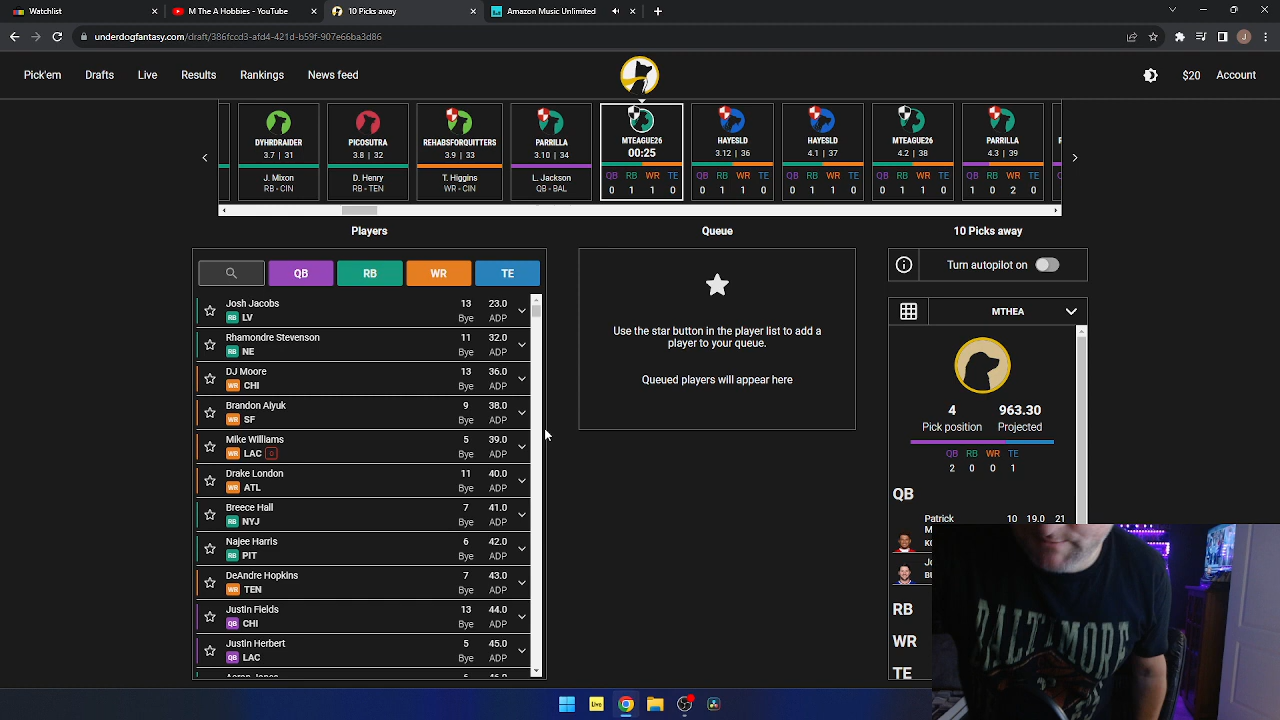 Watchlist
M The A Hobbies - YouTube
10 Picks away
Amazon Music Unlimited
underdogfantasy.com/draft/386fccd3-afd4-421d-b59f-907e66ba3d86
J
Pick'em Drafts Live Results Rankings News feed
$20 Account
DYHRDRAIDER
3.7 | 31
J. Mixon
RB - CIN
PICOSUTRA
3.8 | 32
D. Henry
RB - TEN
REHABSFORQUITTERS
3.9 | 33
T. Higgins
WR - CIN
PARRILLA
3.10 | 34
L. Jackson
QB - BAL
MTEAGUE26
00:25
QB RB WR TE
0 1 1 0
HAYESLD
3.12 | 36
QB RB WR TE
0 1 1 0
HAYESLD
4.1 | 37
QB RB WR TE
0 1 1 0
MTEAGUE26
4.2 | 38
QB RB WR TE
0 1 1 0
PARRILLA
4.3 | 39
QB RB WR TE
1 0 2 0
Players
QB RB WR TE
Josh Jacobs 13 23.0
RB LV Bye ADP
Rhamondre Stevenson 11 32.0
RB NE Bye ADP
DJ Moore 13 36.0
WR CHI Bye ADP
Brandon Aiyuk 9 38.0
WR SF Bye ADP
Mike Williams 5 39.0
WR LAC Bye ADP
Drake London 11 40.0
WR ATL Bye ADP
Breece Hall 7 41.0
RB NYJ Bye ADP
Najee Harris 6 42.0
RB PIT Bye ADP
DeAndre Hopkins 7 43.0
WR TEN Bye ADP
Justin Fields 13 44.0
QB CHI Bye ADP
Justin Herbert 5 45.0
QB LAC Bye ADP
Queue
Use the star button in the player list to add a
player to your queue.
Queued players will appear here
10 Picks away
Turn autopilot on
MTHEA
4 963.30
Pick position Projected
QB RB WR TE
2 0 0 1
QB
Patrick 10 19.0 21
RB
WR
TE
BALTIMORE
Live